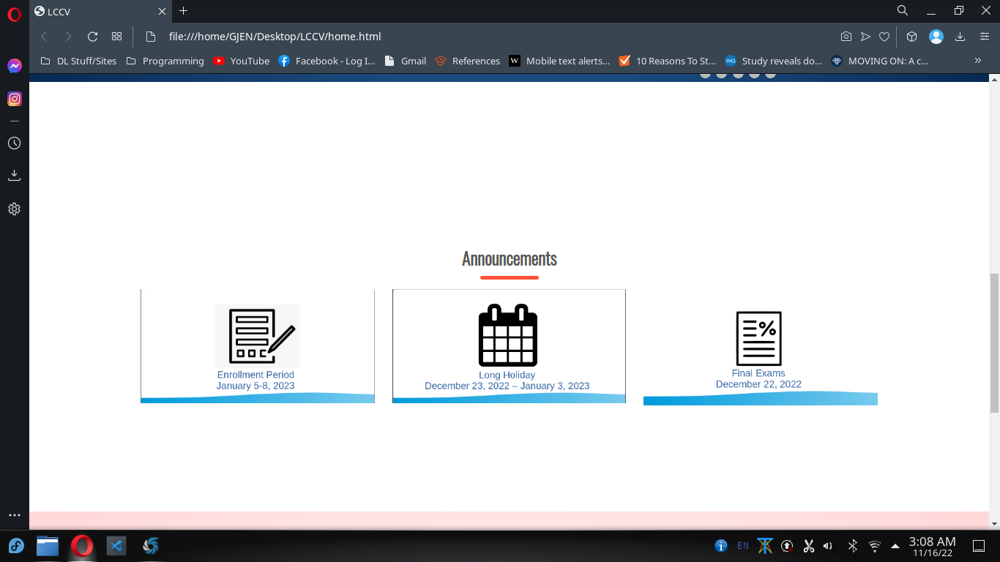 LCCV
file:///home/GJEN/Desktop/LCCV/home.html
DL Stuff/Sites Programming YouTube Facebook - Log I... Gmail References W Mobile text alerts... 10 Reasons To St... INQ Study reveals do... MOVING ON: A c...
Announcements
Enrollment Period
January 5-8, 2023
Long Holiday
December 23, 2022 – January 3, 2023
%
Final Exams
December 22, 2022
EN
3:08 AM
11/16/22